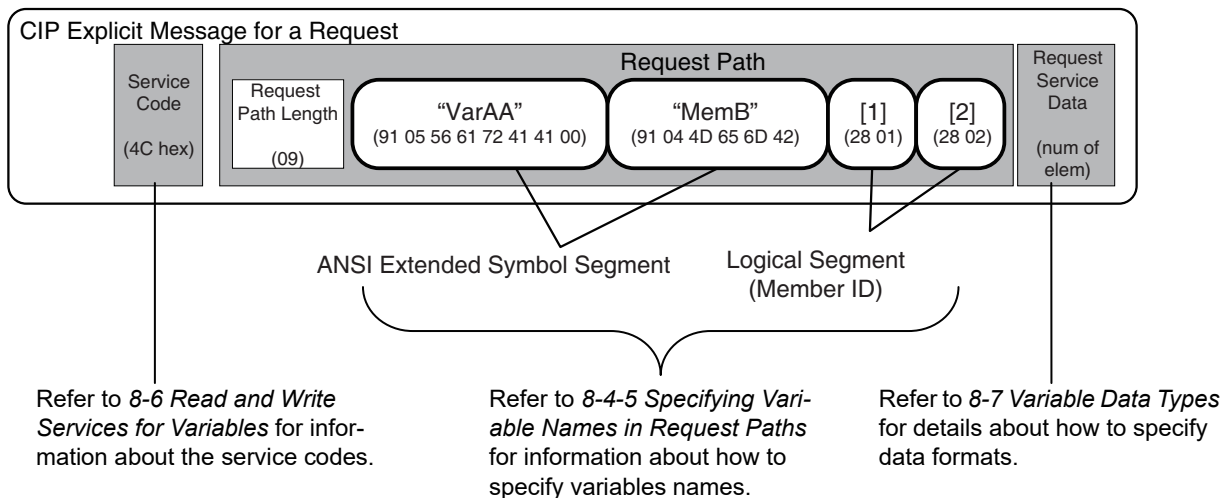 CIP Explicit Message for a Request
Service
Code
(4C hex)
Request Path
Request
Path Length
(09)
“VarAA”
(91 05 56 61 72 41 41 00)
“MemB”
(91 04 4D 65 6D 42)
[1]
(28 01)
[2]
(28 02)
Request
Service
Data
(num of
elem)
ANSI Extended Symbol Segment
Logical Segment
(Member ID)
Refer to 8-6 Read and Write
Services for Variables for infor-
mation about the service codes.
Refer to 8-4-5 Specifying Vari-
able Names in Request Paths
for information about how to
specify variables names.
Refer to 8-7 Variable Data Types
for details about how to specify
data formats.